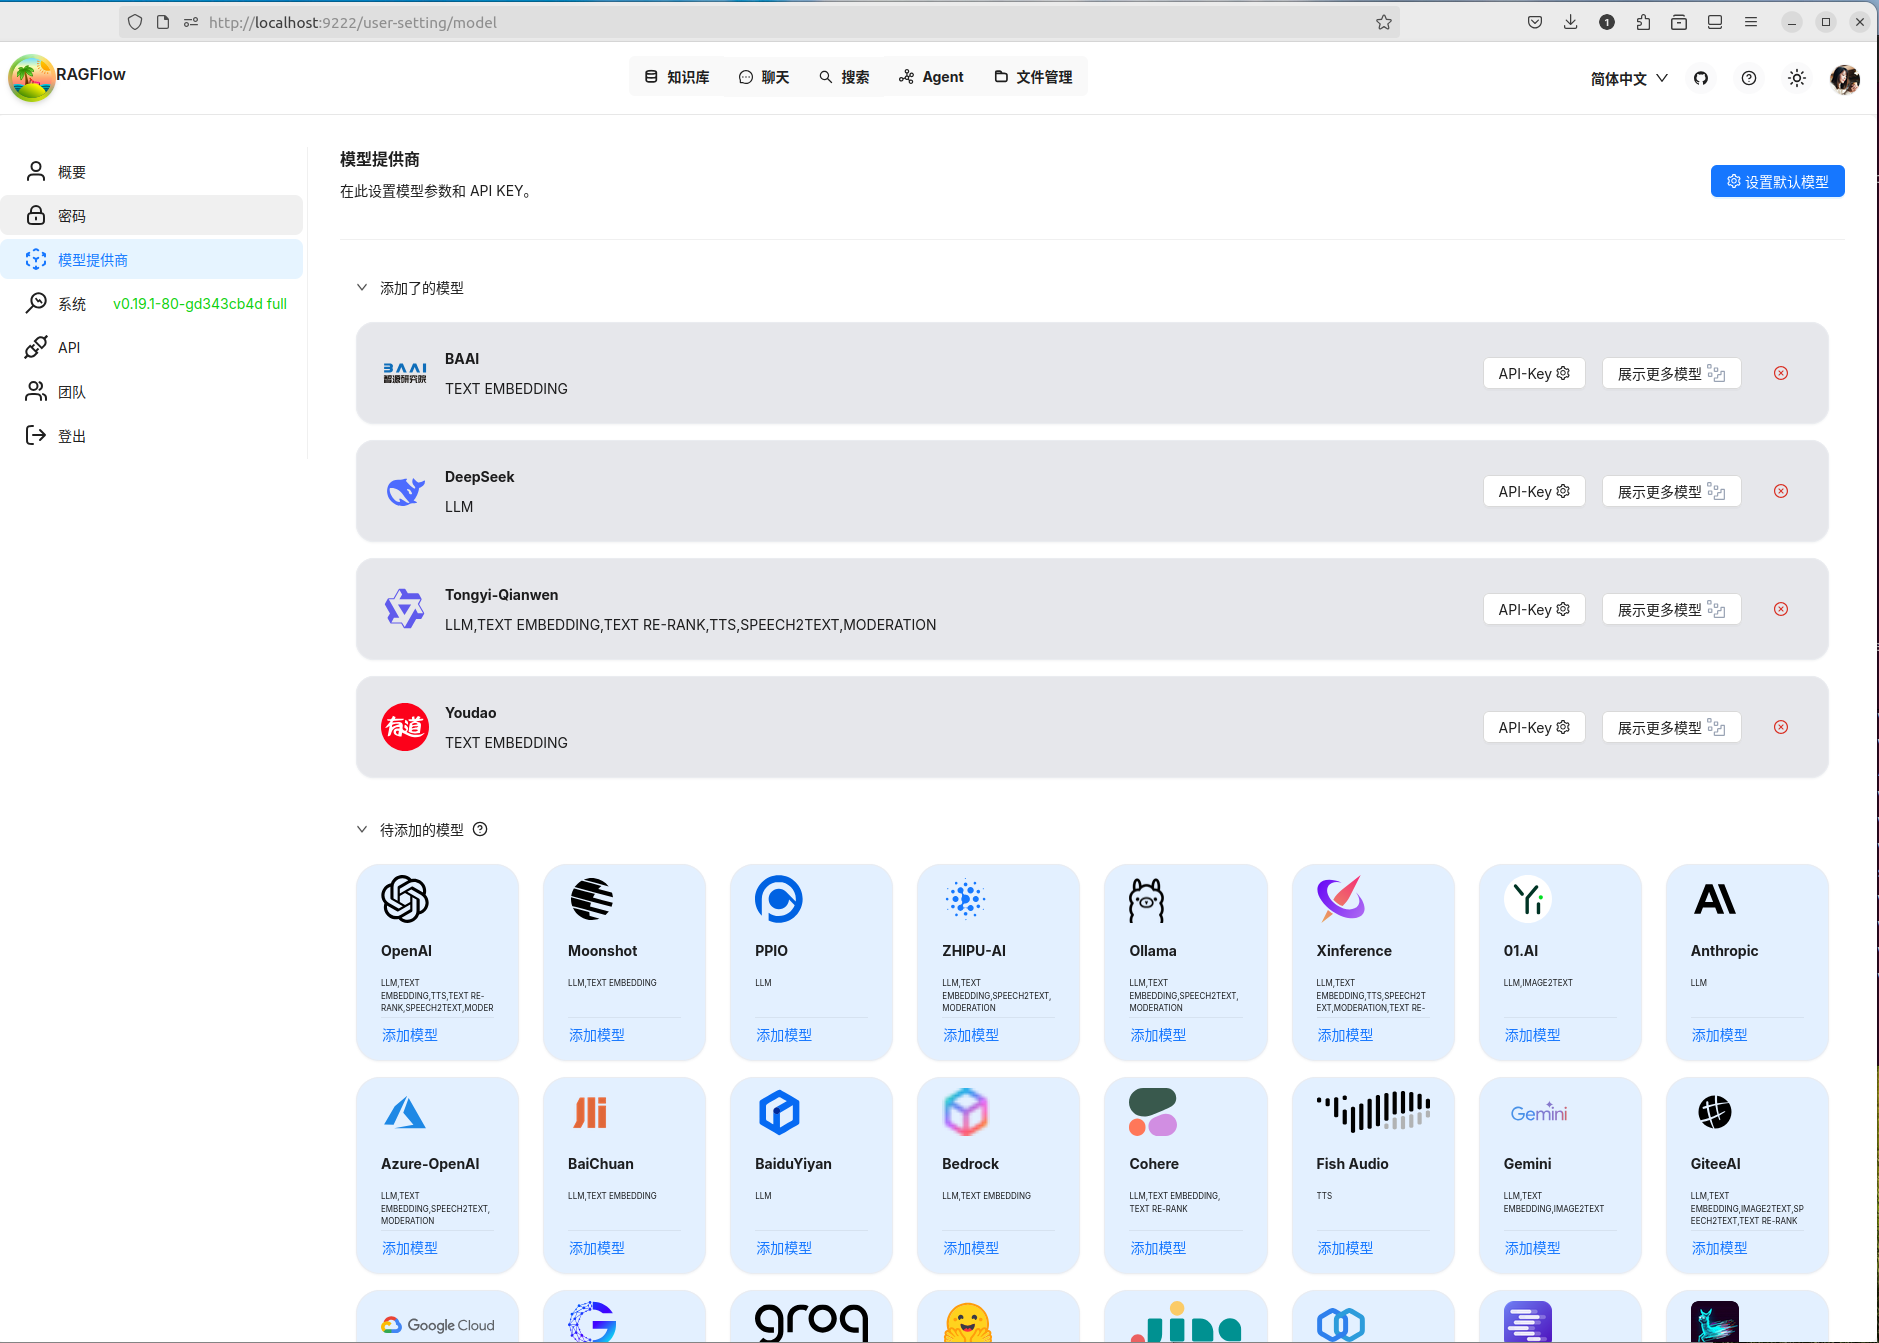 http://localhost:9222/user-setting/model
1
RAGFlow
知识库
聊天
搜索
Agent
文件管理
简体中文
概要
密码
模型提供商
系统 v0.19.1-80-gd343cb4d full
API
团队
登出
模型提供商
在此设置模型参数和 API KEY。
设置默认模型
添加了的模型
BAAI
智源研究院
BAAI
TEXT EMBEDDING
API-Key
展示更多模型
DeepSeek
LLM
API-Key
展示更多模型
Tongyi-Qianwen
LLM,TEXT EMBEDDING,TEXT RE-RANK,TTS,SPEECH2TEXT,MODERATION
API-Key
展示更多模型
有道
Youdao
TEXT EMBEDDING
API-Key
展示更多模型
待添加的模型
OpenAI
LLM,TEXT
EMBEDDING,TTS,TEXT RE-
RANK,SPEECH2TEXT,MODER
添加模型
Moonshot
LLM,TEXT EMBEDDING
添加模型
PPIO
LLM
添加模型
ZHIPU-AI
LLM,TEXT
EMBEDDING,SPEECH2TEXT,
MODERATION
添加模型
Ollama
LLM,TEXT
EMBEDDING,SPEECH2TEXT,
MODERATION
添加模型
Xinference
LLM,TEXT
EMBEDDING,TTS,SPEECH2T
EXT,MODERATION,TEXT RE-
添加模型
Yi
01.AI
LLM,IMAGE2TEXT
添加模型
AI
Anthropic
LLM
添加模型
Azure-OpenAI
LLM,TEXT
EMBEDDING,SPEECH2TEXT,
MODERATION
添加模型
BaiChuan
LLM,TEXT EMBEDDING
添加模型
BaiduYiyan
LLM
添加模型
Bedrock
LLM,TEXT EMBEDDING
添加模型
Cohere
LLM,TEXT EMBEDDING,
TEXT RE-RANK
添加模型
Fish Audio
TTS
添加模型
Gemini
Gemini
LLM,TEXT
EMBEDDING,IMAGE2TEXT
添加模型
GiteeAI
LLM,TEXT
EMBEDDING,IMAGE2TEXT,SP
EECH2TEXT,TEXT RE-RANK
添加模型
Google Cloud
G
groq
Jina